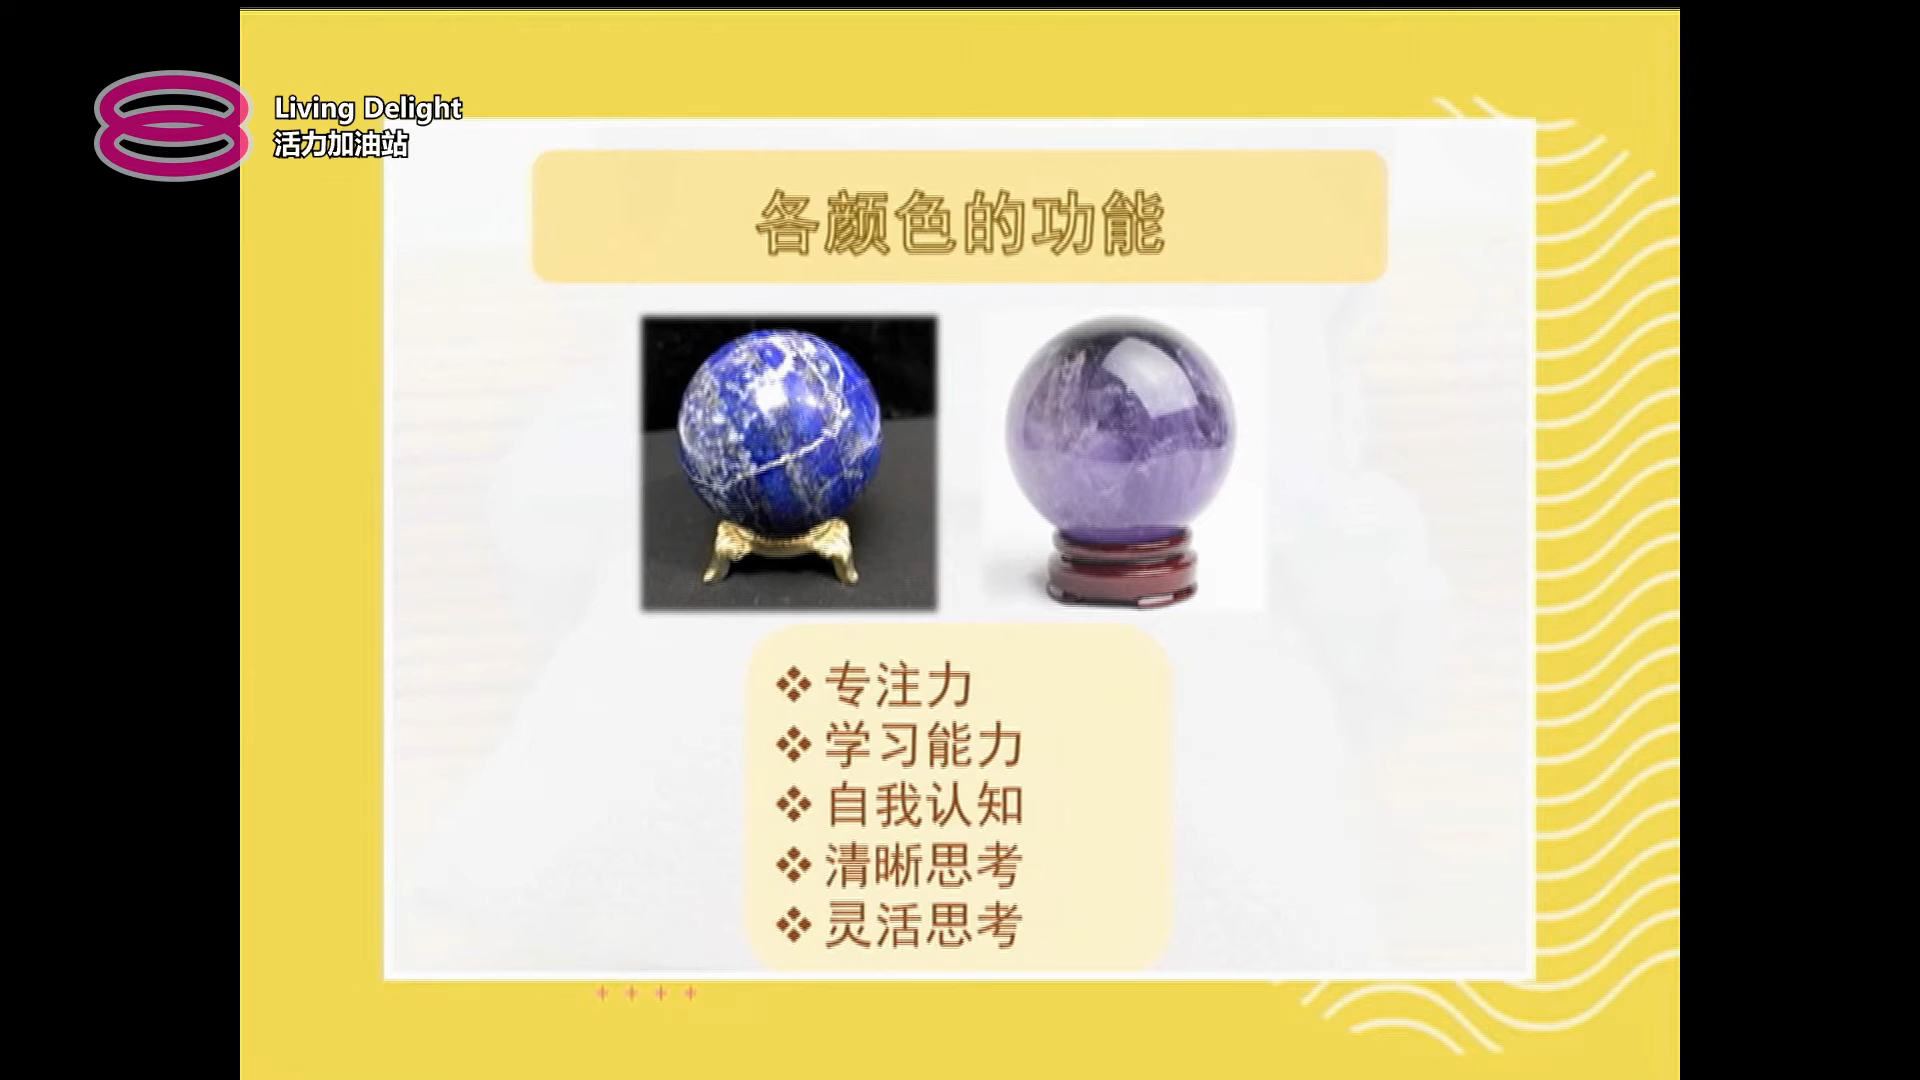 Living Delight
活力加油站
各颜色的功能
专注力
学习能力
自我认知
清晰思考
灵活思考